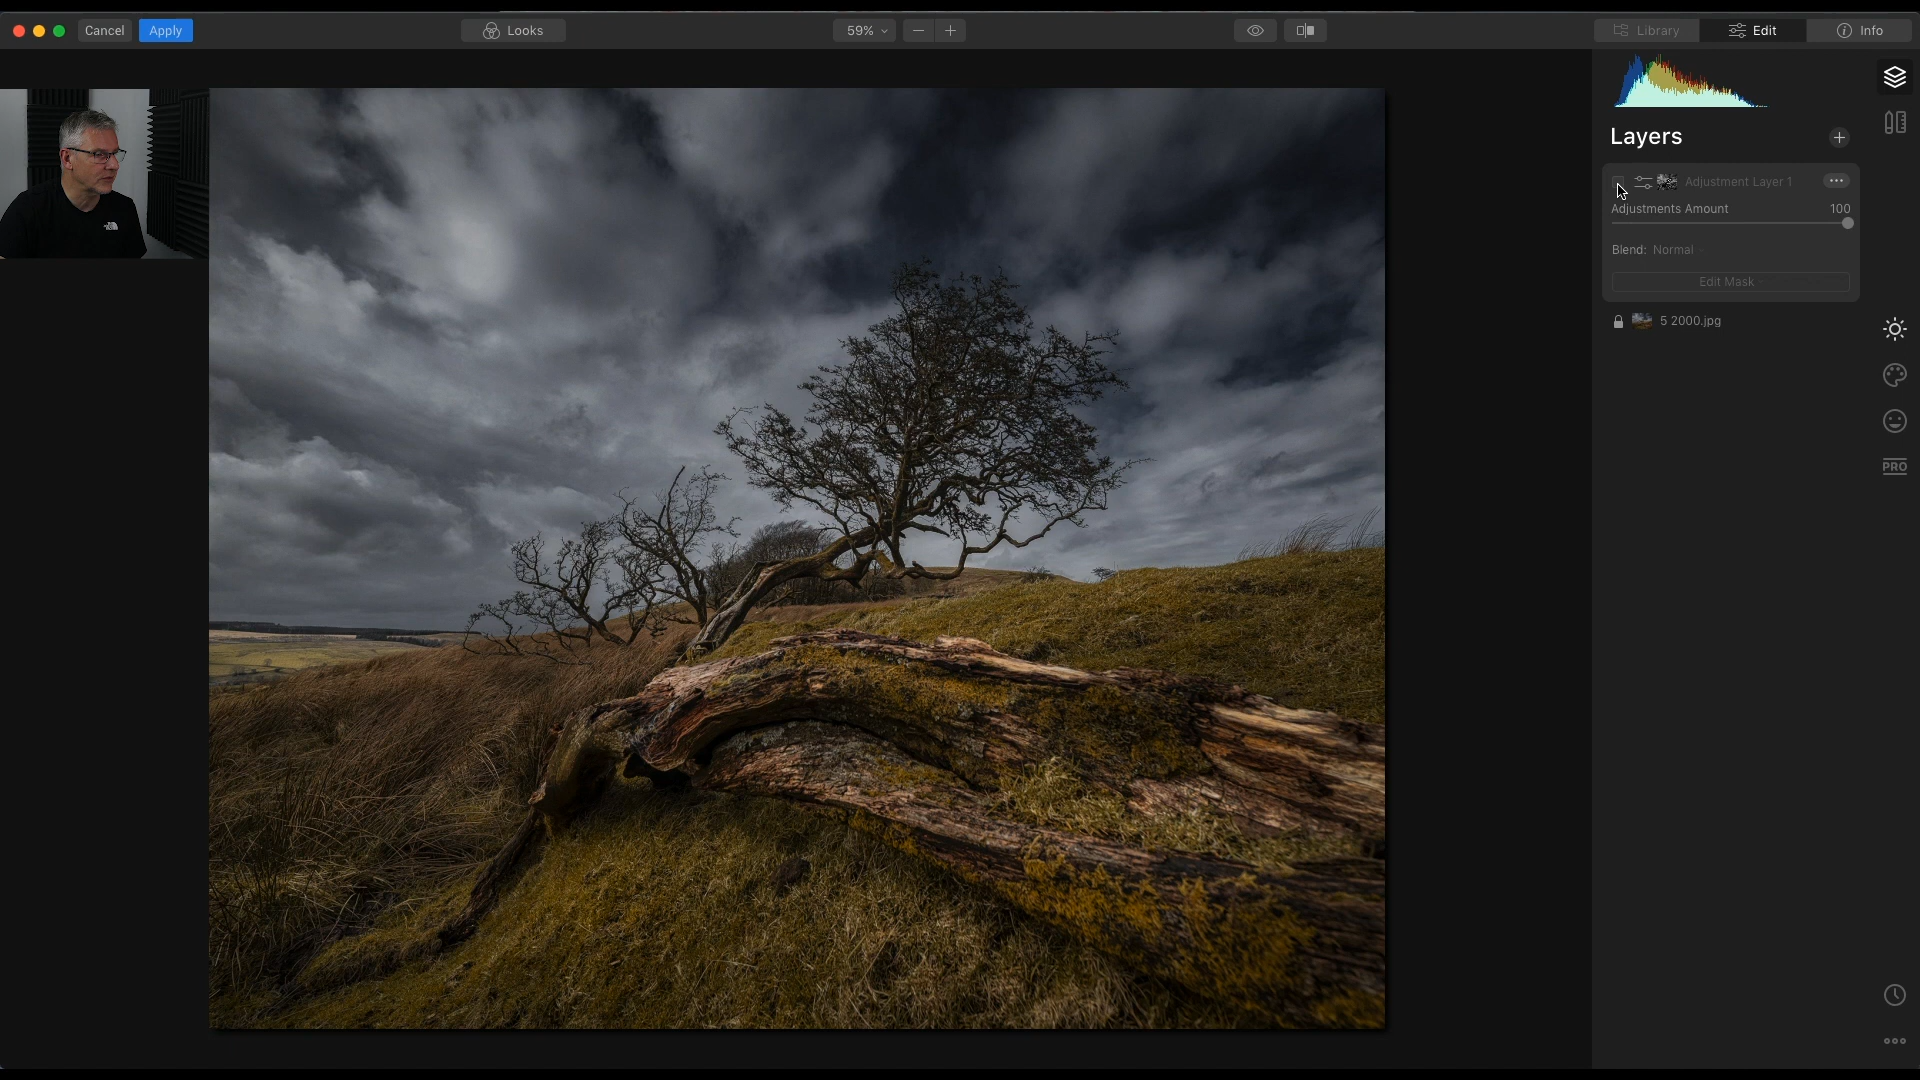 Cancel
Apply
Looks
59%
Library
Edit
Info
Layers
Adjustment Layer 1
Adjustments Amount
100
Blend: Normal
Edit Mask
5 2000.jpg
PRO